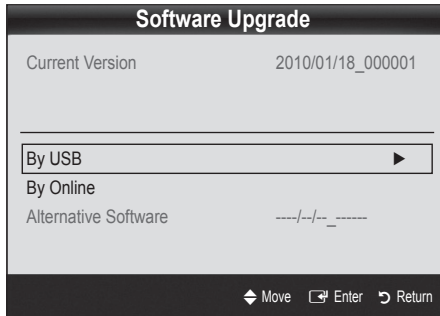 Software Upgrade
Current Version 2010/01/18_000001
By USB ►
By Online
Alternative Software ----/--/--_------
Move Enter Return